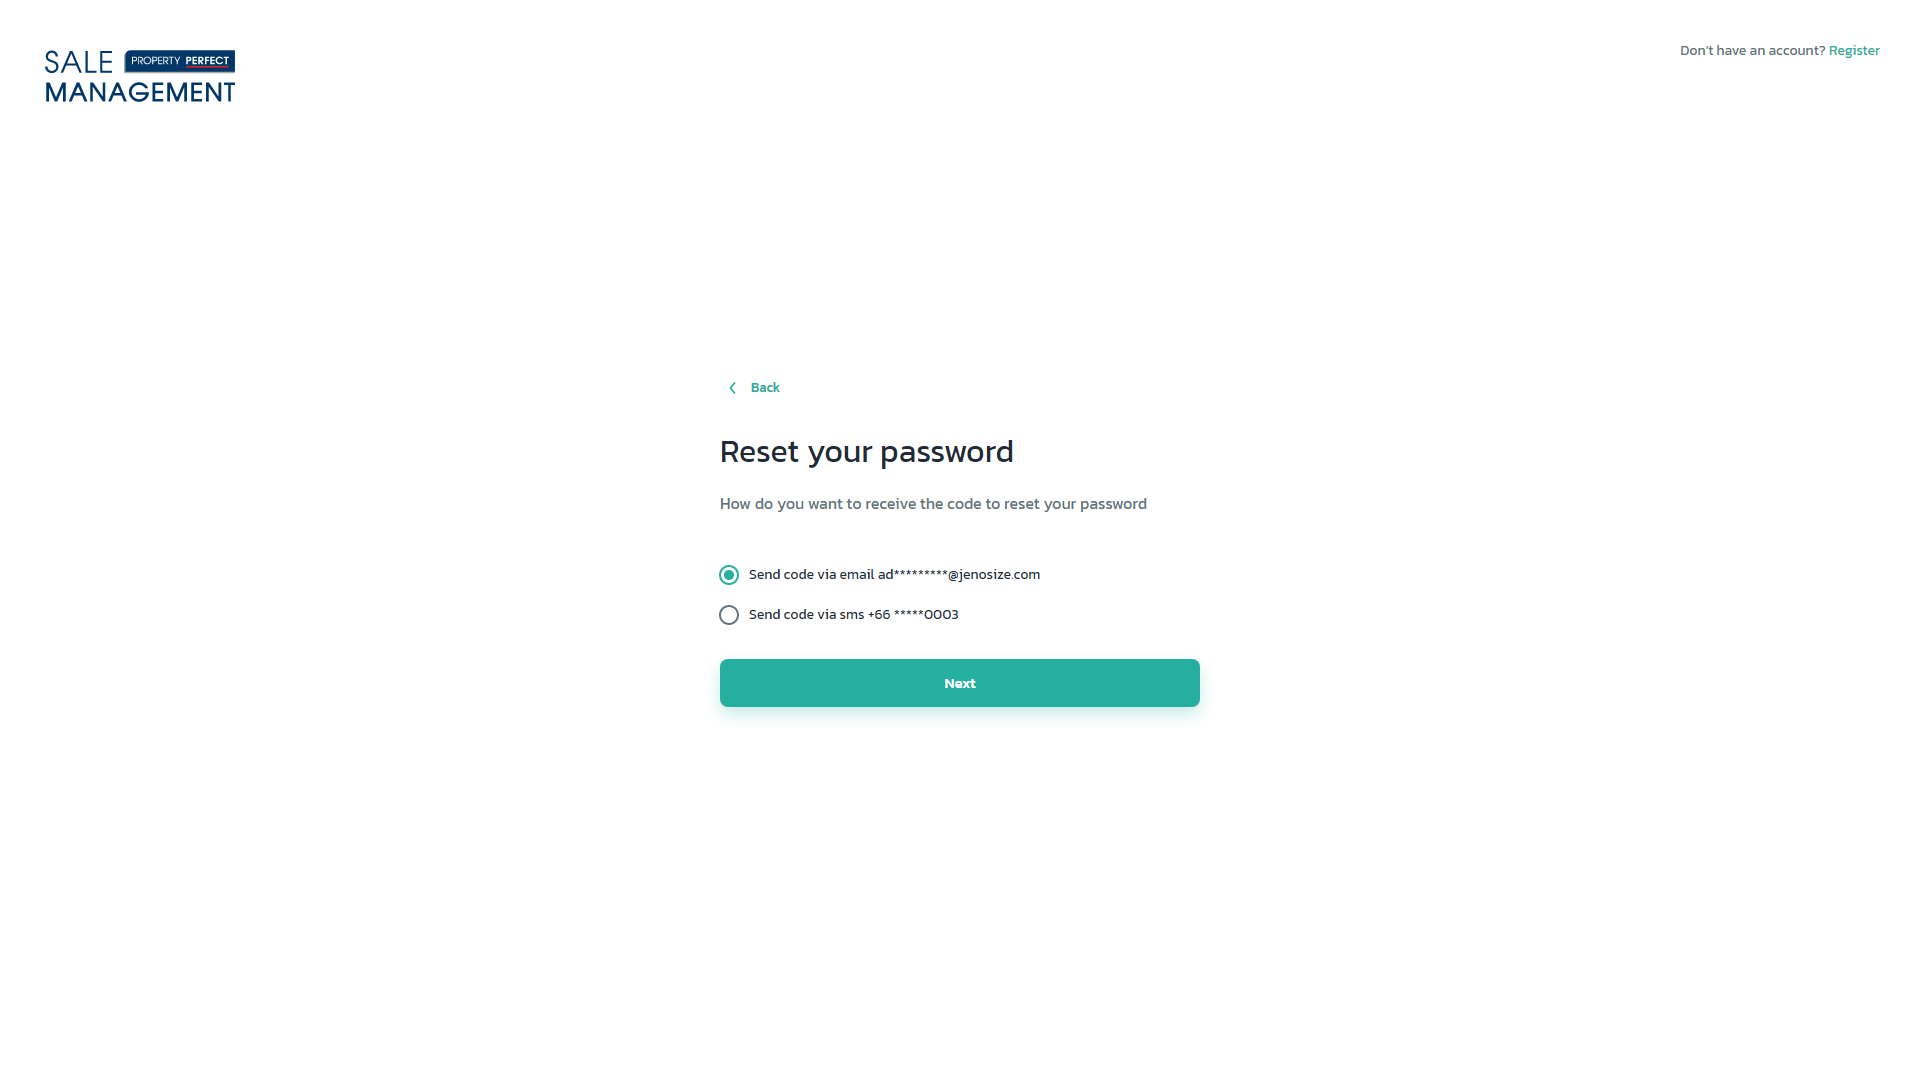 SALE PROPERTY PERFECT
MANAGEMENT
Don't have an account? Register
Back
Reset your password
How do you want to receive the code to reset your password
Send code via email ad*********@jenosize.com
Send code via sms +66 *****0003
Next